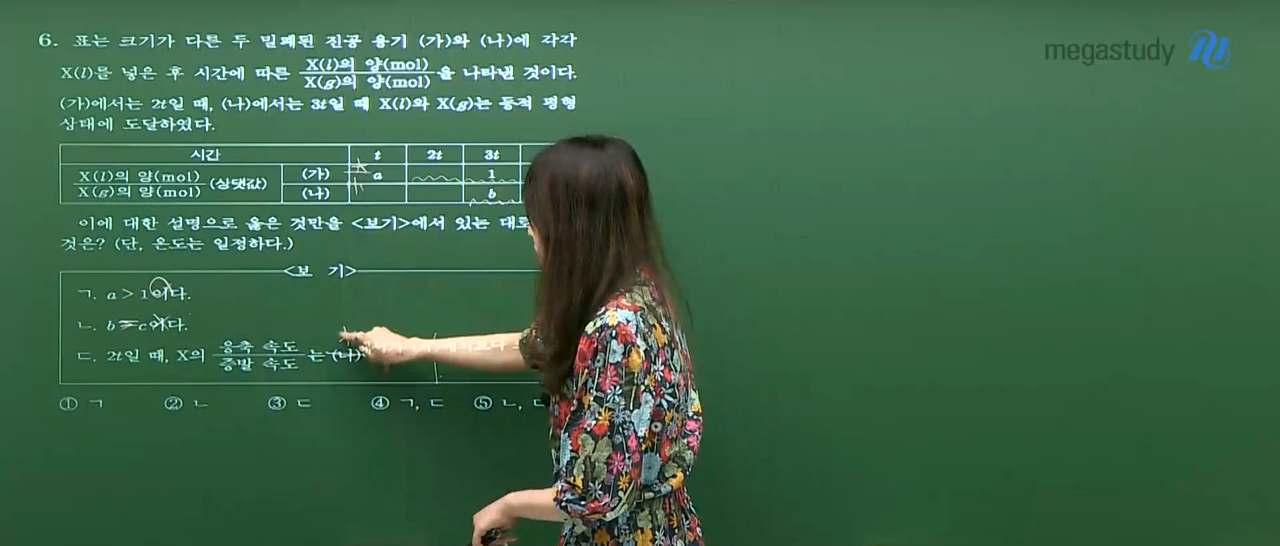 megastudy
6. 표는 크기가 다른 두 밀폐된 진공 용기 (가)와 (나)에 각각
X(l)를 넣은 후 시간에 따른 X(l)의 양(mol)/X(g)의 양(mol) 을 나타낸 것이다.
(가)에서는 2t일 때, (나)에서는 3t일 때 X(l)와 X(g)는 동적 평형
상태에 도달하였다.
시간 t 2t 3t
X(l)의 양(mol)/X(g)의 양(mol) (상댓값) (가) a 1
(나) b
이에 대한 설명으로 옳은 것만을 <보기>에서 있는 대로
것은? (단, 온도는 일정하다.)
<보 기>
ㄱ. a > 1이다.
ㄴ. b = c이다.
ㄷ. 2t일 때, X의 응축 속도/증발 속도 는 (나)
① ㄱ ② ㄴ ③ ㄷ ④ ㄱ, ㄷ ⑤ ㄴ, ㄷ